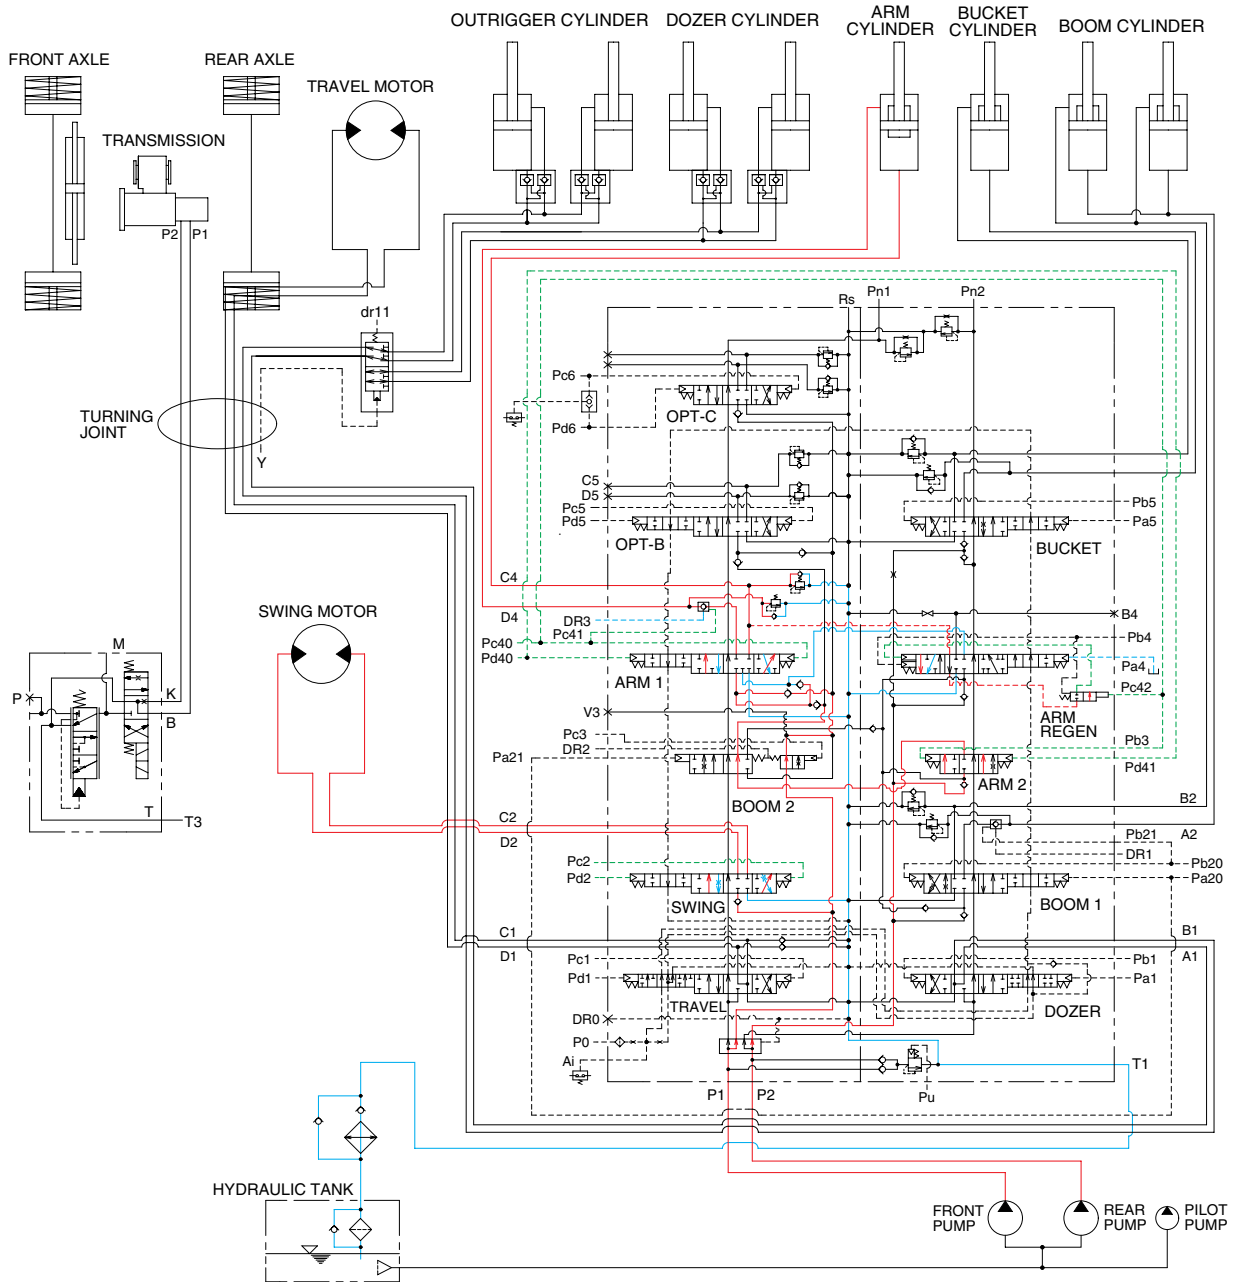 OUTRIGGER CYLINDER
DOZER CYLINDER
ARM
CYLINDER
BUCKET
CYLINDER
BOOM CYLINDER
FRONT AXLE
REAR AXLE
TRAVEL MOTOR
TRANSMISSION
P2
P1
dr11
Rs
Pn1
Pn2
Pc6
OPT-C
Pd6
TURNING
JOINT
Y
C5
D5
Pc5
Pd5
OPT-B
Pb5
Pa5
BUCKET
C4
D4
DR3
Pc41
Pc40
Pd40
ARM 1
B4
Pb4
Pa4
Pc42
ARM
REGEN
SWING MOTOR
M
P
K
B
T
T3
V3
Pc3
DR2
Pa21
BOOM 2
Pb3
Pd41
ARM 2
C2
D2
B2
A2
Pb21
DR1
Pc2
Pd2
SWING
Pb20
Pa20
BOOM 1
C1
D1
B1
A1
Pc1
Pd1
TRAVEL
Pb1
Pa1
DOZER
DR0
P0
Ai
T1
P1
P2
Pu
HYDRAULIC TANK
FRONT
PUMP
REAR
PUMP
PILOT
PUMP